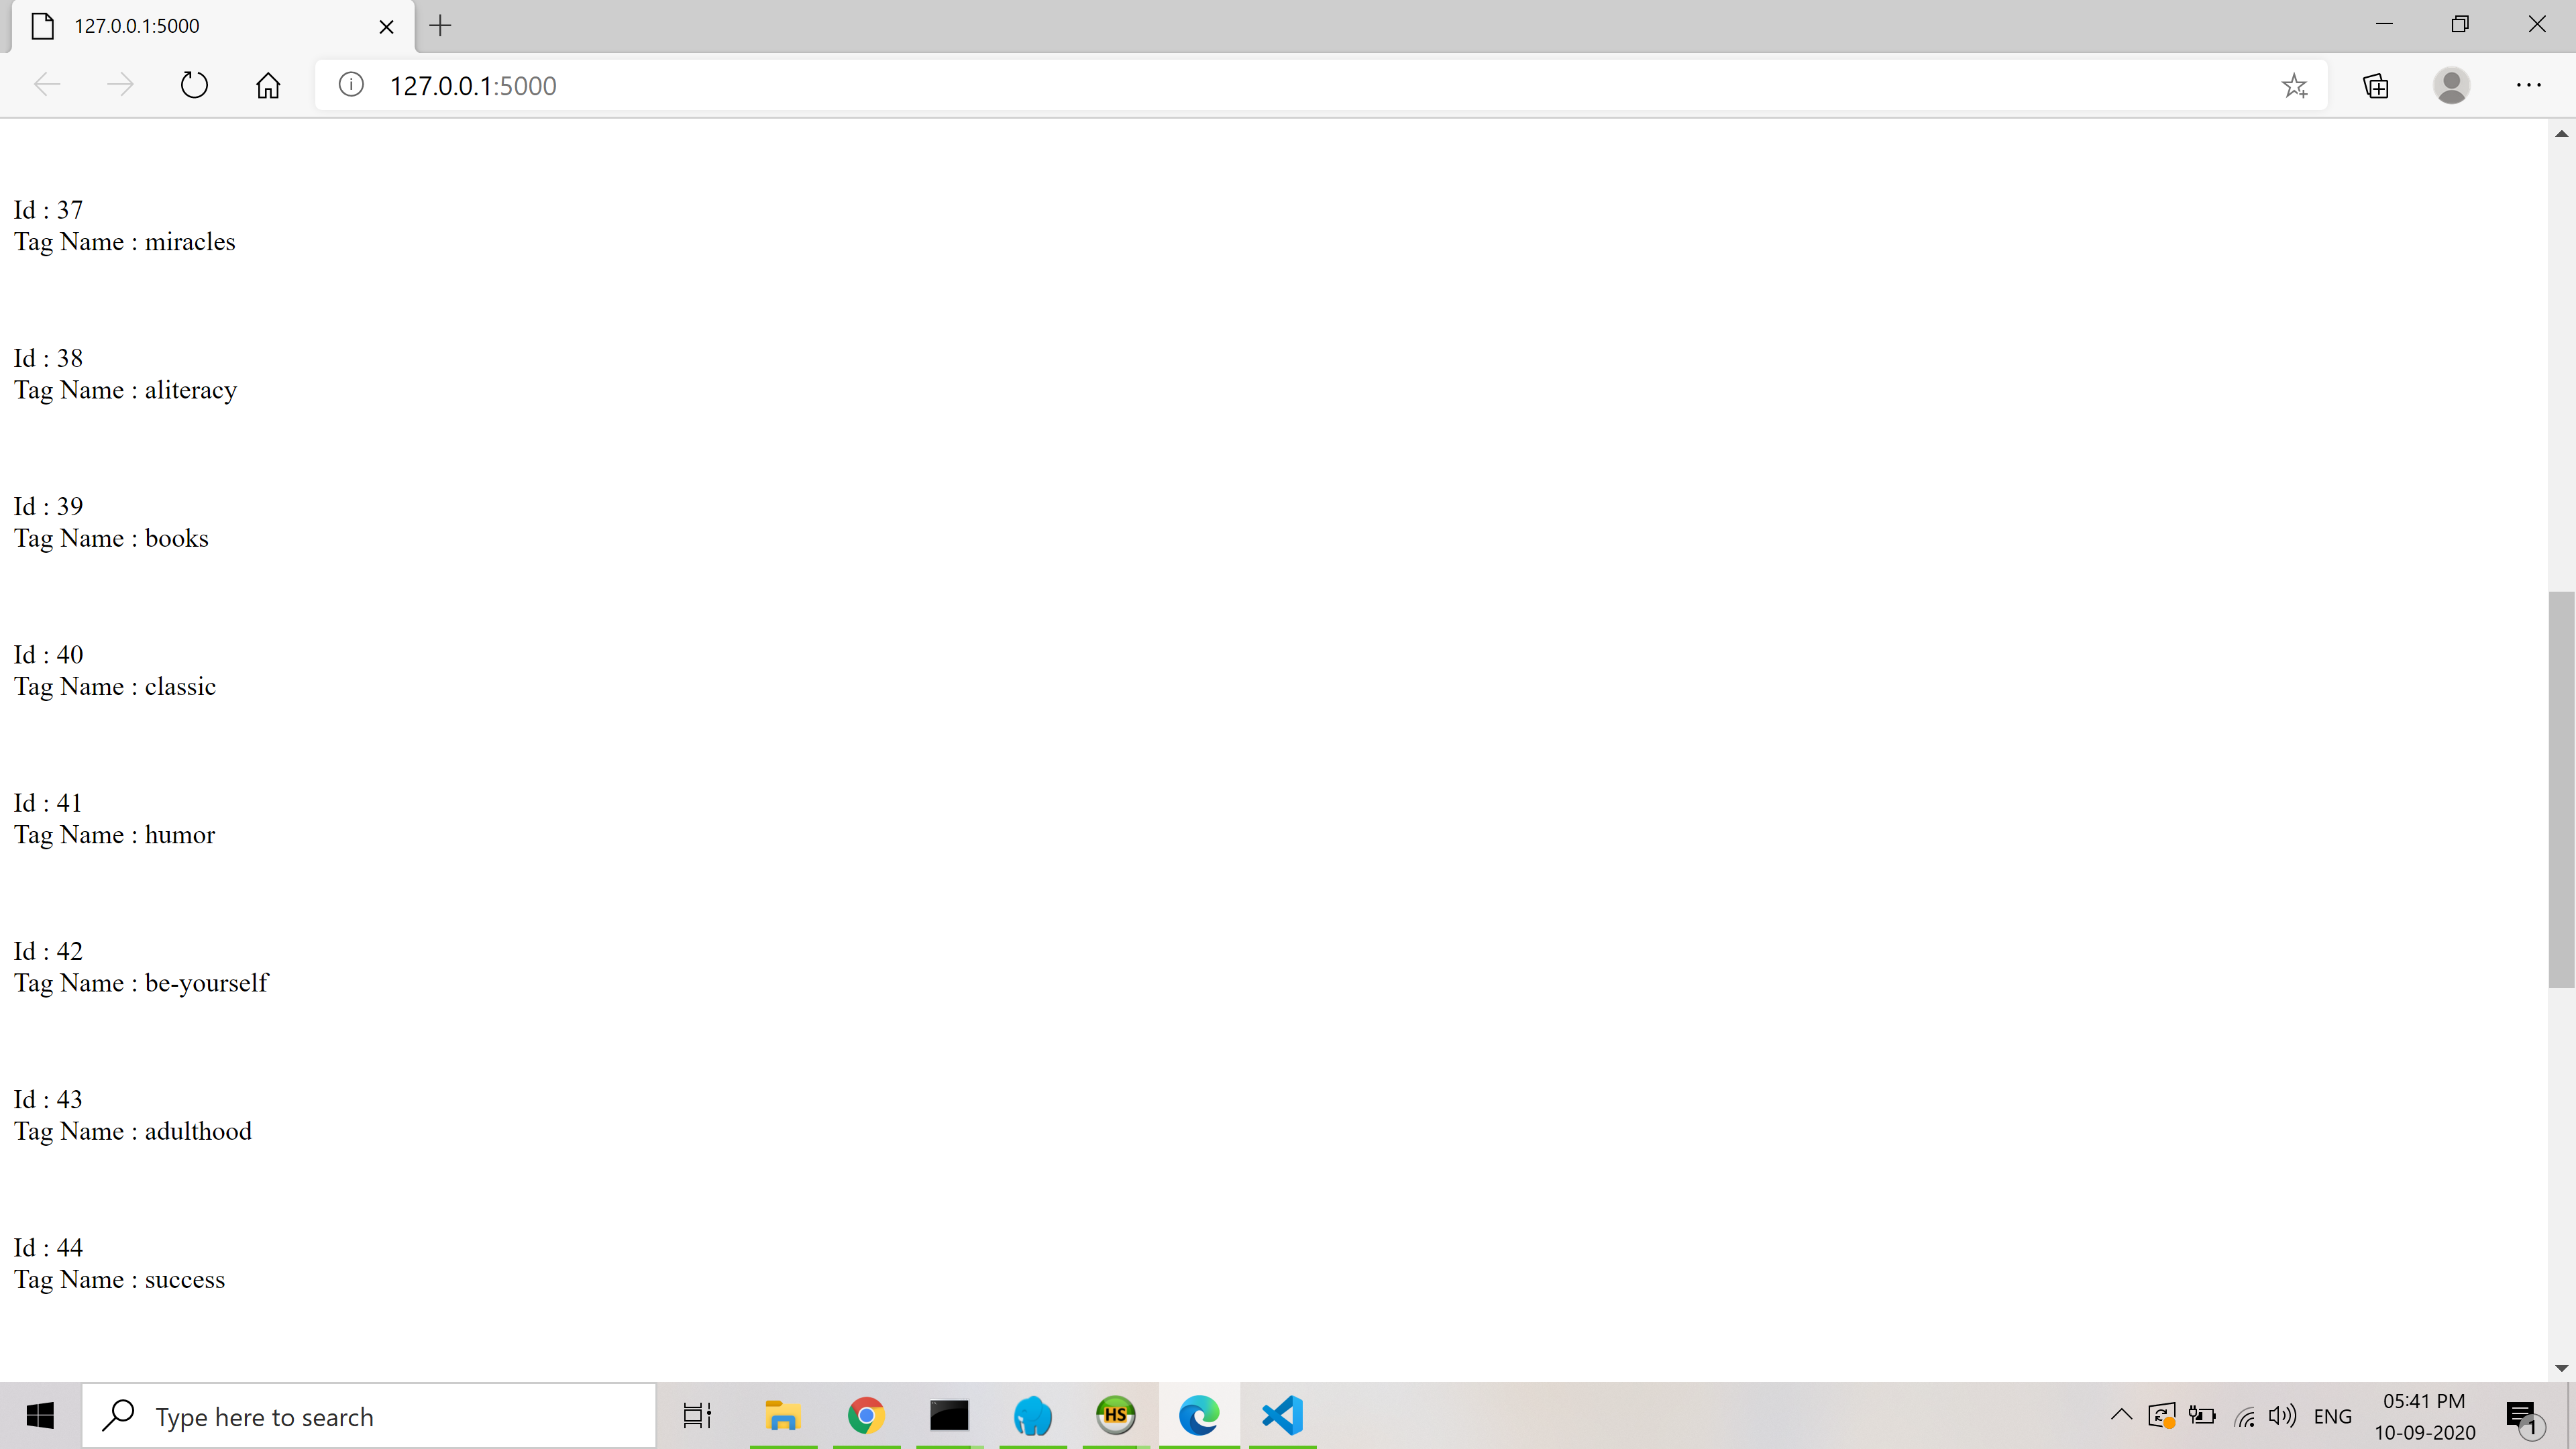 127.0.0.1:5000
127.0.0.1:5000
Id : 37
Tag Name : miracles
Id : 38
Tag Name : aliteracy
Id : 39
Tag Name : books
Id : 40
Tag Name : classic
Id : 41
Tag Name : humor
Id : 42
Tag Name : be-yourself
Id : 43
Tag Name : adulthood
Id : 44
Tag Name : success
Type here to search
HS
ENG
05:41 PM
10-09-2020
1